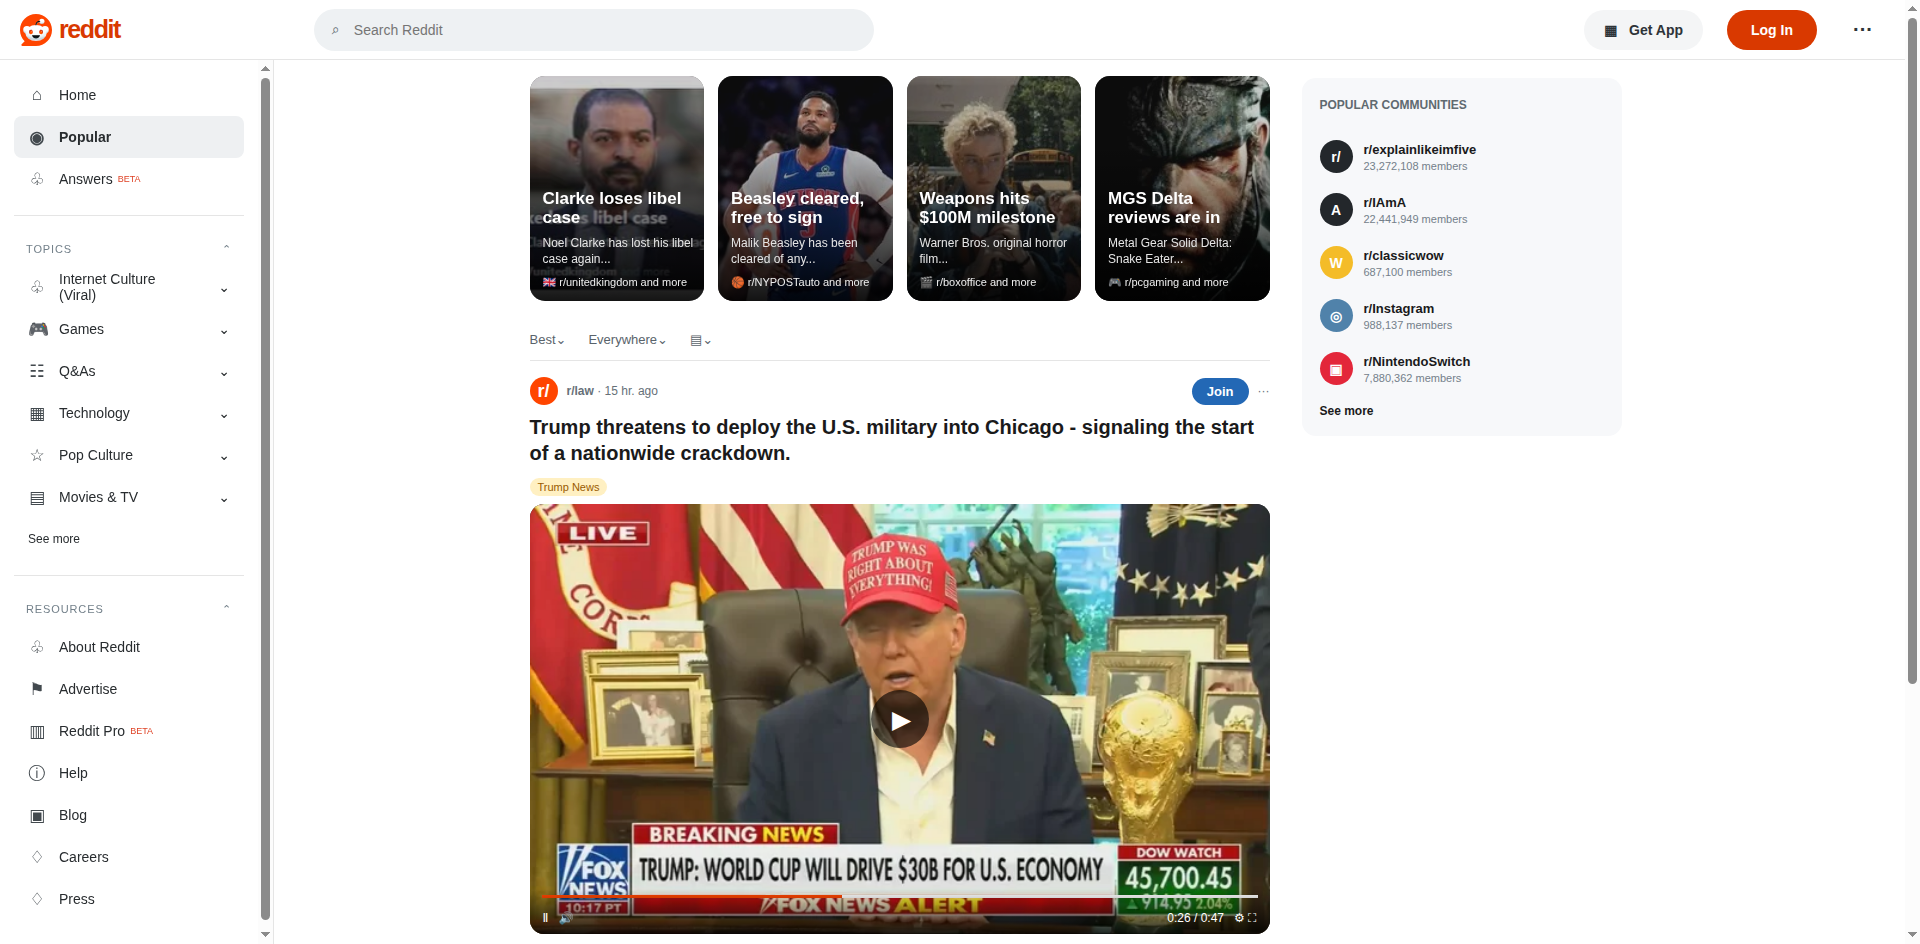 reddit
Search Reddit
Get App
Log In
Home
Popular
Answers BETA
TOPICS
Internet Culture
(Viral)
Games
Q&As
Technology
Pop Culture
Movies & TV
See more
RESOURCES
About Reddit
Advertise
Reddit Pro BETA
Help
Blog
Careers
Press
Clarke loses libel
case
Noel Clarke has lost his libel
case again...
r/unitedkingdom and more
Beasley cleared,
free to sign
Malik Beasley has been
cleared of any...
r/NYPOSTauto and more
Weapons hits
$100M milestone
Warner Bros. original horror
film...
r/boxoffice and more
MGS Delta
reviews are in
Metal Gear Solid Delta:
Snake Eater...
r/pcgaming and more
Best
Everywhere
r/ r/law · 15 hr. ago
Join
Trump threatens to deploy the U.S. military into Chicago - signaling the start
of a nationwide crackdown.
Trump News
LIVE
TRUMP WAS
RIGHT ABOUT
EVERYTHING!
CORPS
BREAKING NEWS
TRUMP: WORLD CUP WILL DRIVE $30B FOR U.S. ECONOMY
FOX
NEWS
10:17 PT
FOX NEWS ALERT
DOW WATCH
45,700.45
914.95 2.04%
0:26 / 0:47
POPULAR COMMUNITIES
r/
r/explainlikeimfive
23,272,108 members
A
r/IAmA
22,441,949 members
W
r/classicwow
687,100 members
r/Instagram
988,137 members
r/NintendoSwitch
7,880,362 members
See more